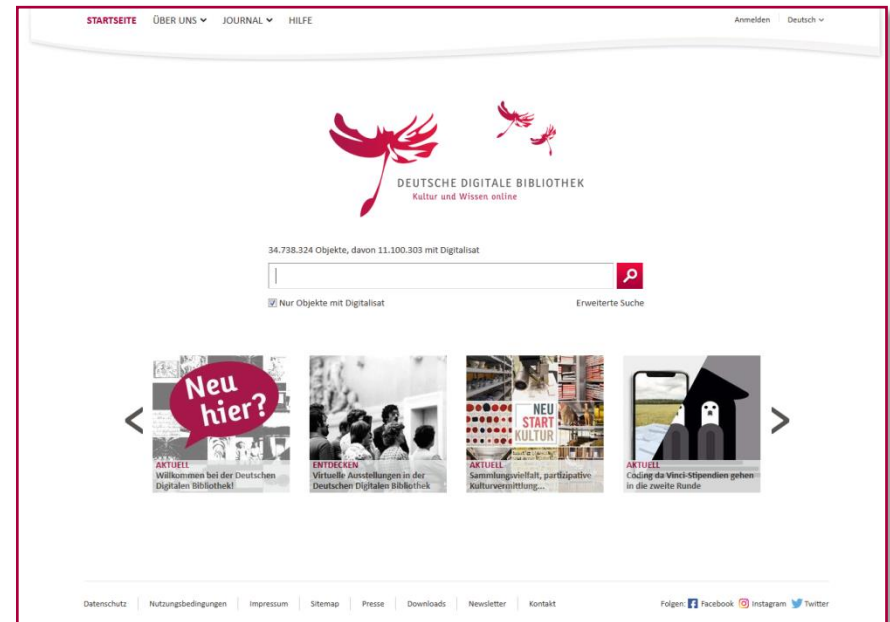 STARTSEITE ÜBER UNS JOURNAL HILFE Anmelden Deutsch
DEUTSCHE DIGITALE BIBLIOTHEK
Kultur und Wissen online
34.738.324 Objekte, davon 11.100.303 mit Digitalisat
Nur Objekte mit Digitalisat Erweiterte Suche
Neu
hier?
AKTUELL
Willkommen bei der Deutschen
Digitalen Bibliothek!
ENTDECKEN
Virtuelle Ausstellungen in der
Deutschen Digitalen Bibliothek
NEU
START
KULTUR
AKTUELL
Sammlungsvielfalt, partizipative
Kulturvermittlung...
AKTUELL
Coding da Vinci-Stipendien gehen
in die zweite Runde
Datenschutz Nutzungsbedingungen Impressum Sitemap Presse Downloads Newsletter Kontakt Folgen: Facebook Instagram Twitter